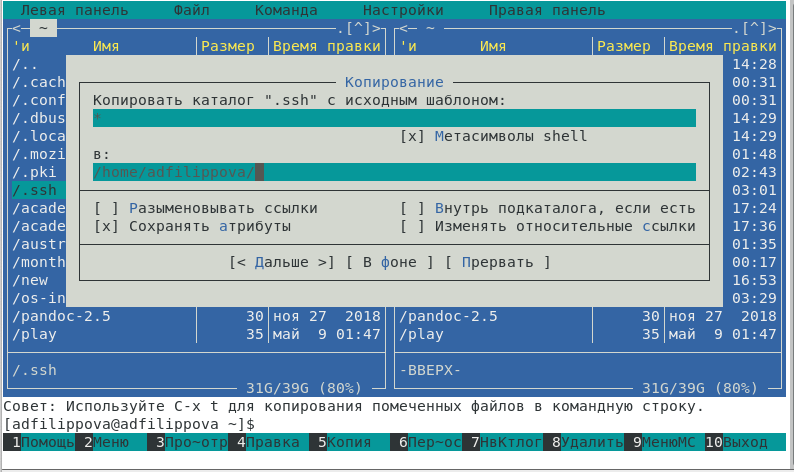 Левая панель Файл Команда Настройки Правая панель
<─ ~ ─ .[^]> <─ ~ ─ .[^]>
'и Имя Размер Время правки 'и Имя Размер Время правки
/.. 14:28
/.cach 00:31
/.conf Копирование 00:31
/.dbus Копировать каталог ".ssh" с исходным шаблоном: 14:29
/.loca * 14:29
[x] Метасимволы shell
/.mozi в: 01:48
/.pki /home/adfilippova/ 02:43
/.ssh 03:01
/acade [ ] Разыменовывать ссылки [ ] Внутрь подкаталога, если есть 17:24
/acade [x] Сохранять атрибуты [ ] Изменять относительные ссылки 17:36
/austr 01:35
/month [< Дальше >] [ В фоне ] [ Прервать ] 00:17
/new 16:53
/os-in 03:29
/pandoc-2.5 30 ноя 27 2018 /pandoc-2.5 30 ноя 27 2018
/play 35 май 9 01:47 /play 35 май 9 01:47
/.ssh -ВВЕРХ-
31G/39G (80%) 31G/39G (80%)
Совет: Используйте C-x t для копирования помеченных файлов в командную строку.
[adfilippova@adfilippova ~]$
1Помощь 2Меню 3Про~отр 4Правка 5Копия 6Пер~ос 7НвКтлог 8Удалить 9МенюMC 10Выход